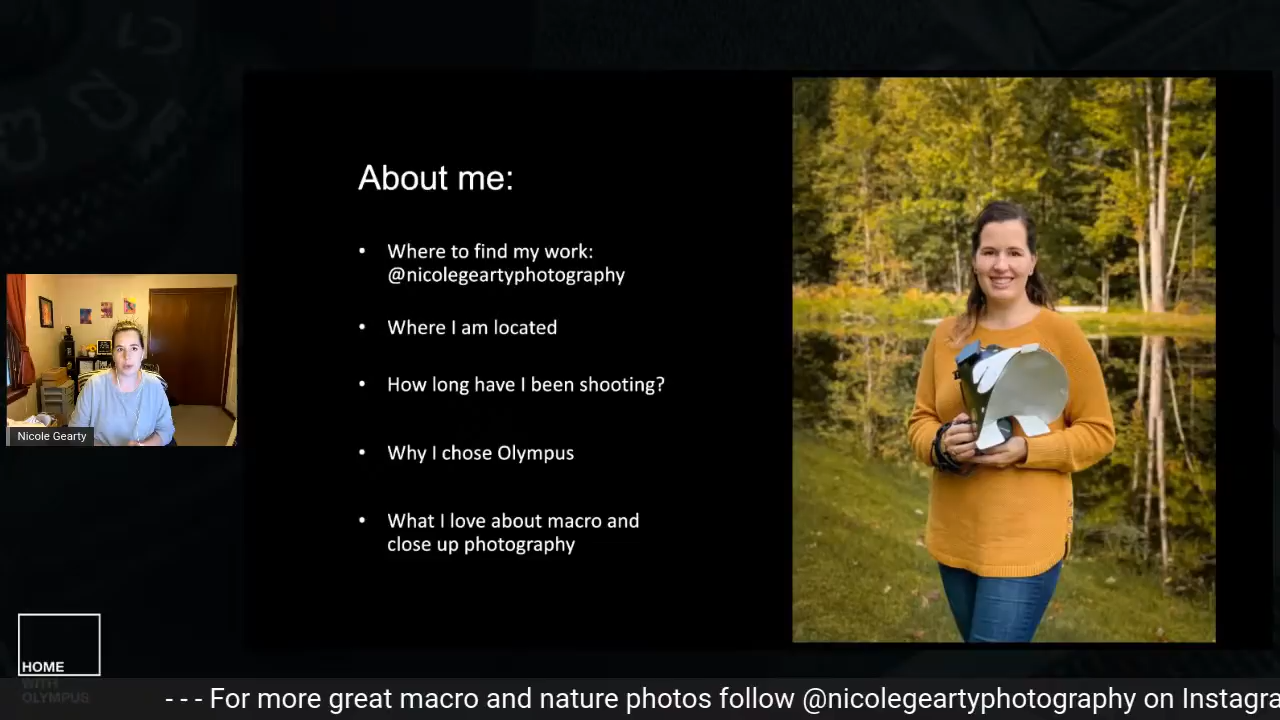 About me:
• Where to find my work:
@nicolegeartyphotography
• Where I am located
• How long have I been shooting?
• Why I chose Olympus
• What I love about macro and
close up photography
Nicole Gearty
HOME
WITH
OLYMPUS
- - - For more great macro and nature photos follow @nicolegeartyphotography on Instagra